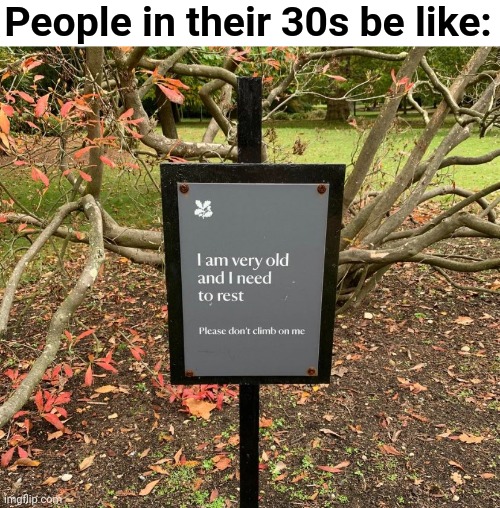 People in their 30s be like:
I am very old
and I need
to rest
Please don't climb on me
imgflip.com